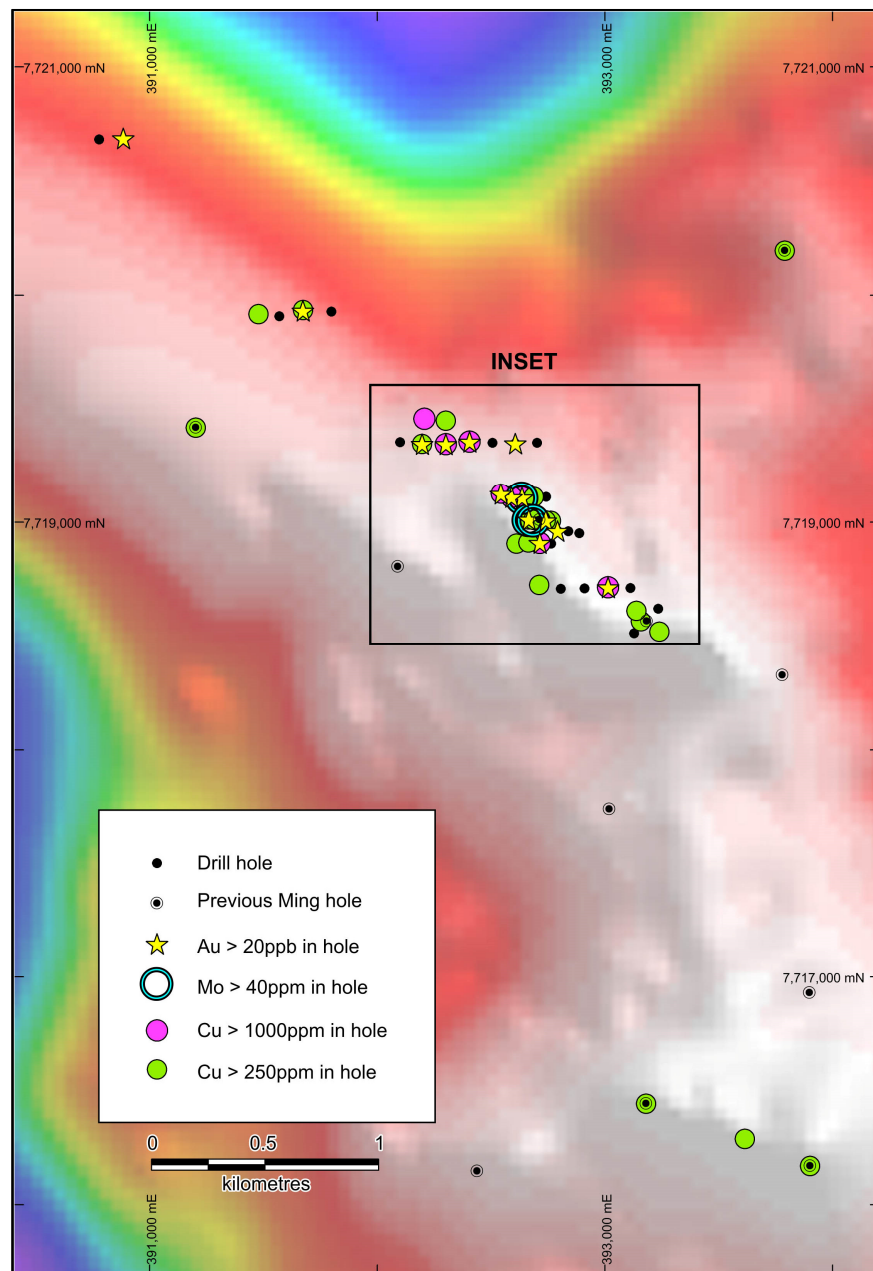 391,000 mE
393,000 mE
7,721,000 mN
7,721,000 mN
INSET
7,719,000 mN
7,719,000 mN
Drill hole
Previous Ming hole
Au > 20ppb in hole
Mo > 40ppm in hole
Cu > 1000ppm in hole
Cu > 250ppm in hole
7,717,000 mN
0 0.5 1
kilometres
391,000 mE
393,000 mE